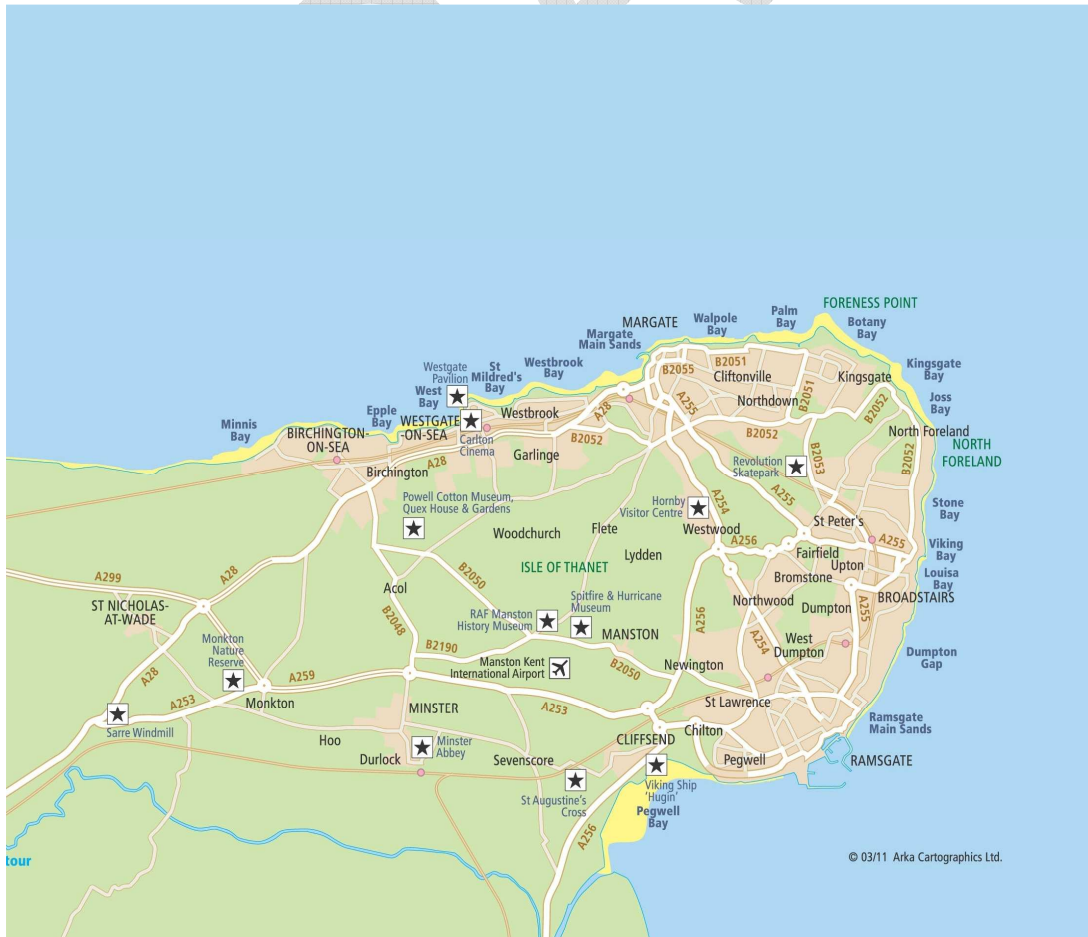 FORENESS POINT
Palm
Bay
Walpole
Bay
Botany
Bay
MARGATE
Margate
Main Sands
Westbrook
Bay
St
Mildred's
Bay
Westgate
Pavilion
West
Bay
Epple
Bay
Minnis
Bay
Kingsgate
Bay
Joss
Bay
B2051
B2055
Cliftonville
Kingsgate
Northdown
B2051
B2052
A255
A28
Westbrook
WESTGATE
-ON-SEA
BIRCHINGTON-
ON-SEA
Carlton
Cinema
B2052
B2052
North Foreland
NORTH
FORELAND
Garlinge
A28
Birchington
Revolution
Skatepark
B2053
B2052
Powell Cotton Museum,
Quex House & Gardens
Hornby
Visitor Centre
A254
A255
Stone
Bay
Woodchurch
Flete
Westwood
St Peter's
A256
A255
Viking
Bay
Lydden
Fairfield
Upton
ISLE OF THANET
Bromstone
Louisa
Bay
A299
A28
B2050
Acol
Northwood
BROADSTAIRS
Dumpton
A255
ST NICHOLAS-
AT-WADE
B2048
Spitfire & Hurricane
Museum
RAF Manston
History Museum
A256
MANSTON
A254
West
Dumpton
Dumpton
Gap
Monkton
Nature
Reserve
B2190
Manston Kent
International Airport
B2050
Newington
A28
A259
A253
Monkton
A253
St Lawrence
MINSTER
Ramsgate
Main Sands
Sarre Windmill
Hoo
Chilton
CLIFFSEND
Minster
Abbey
Durlock
Sevenscore
Pegwell
RAMSGATE
St Augustine's
Cross
Viking Ship
'Hugin'
Pegwell
Bay
A256
tour
© 03/11 Arka Cartographics Ltd.